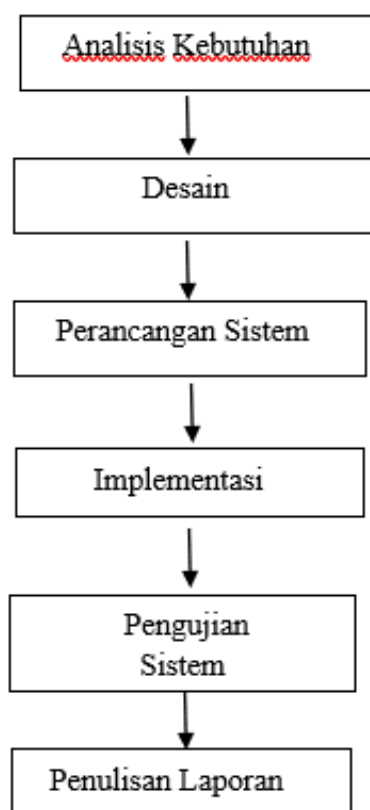 Analisis Kebutuhan
Desain
Perancangan Sistem
Implementasi
Pengujian
Sistem
Penulisan Laporan